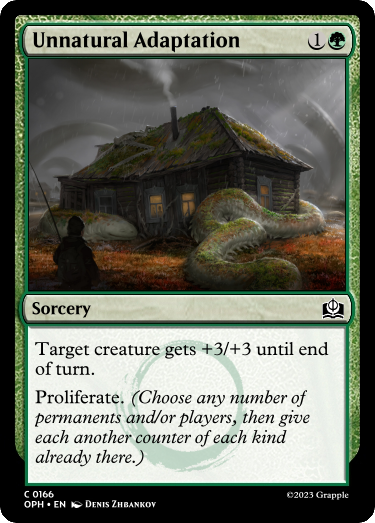 Unnatural Adaptation 1
Sorcery
Target creature gets +3/+3 until end
of turn.
Proliferate. (Choose any number of
permanents and/or players, then give
each another counter of each kind
already there.)
C 0166
OPH • EN Denis Zhbankov
©2023 Grapple